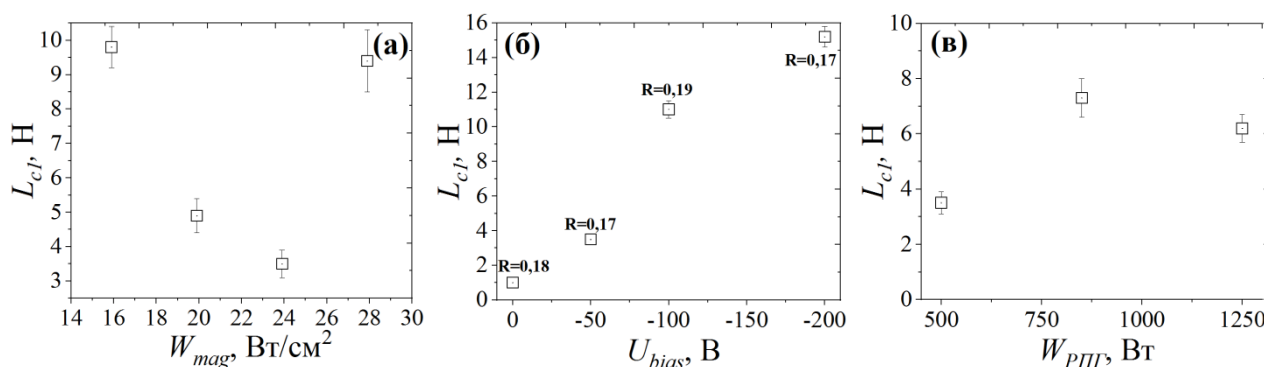 (а)
L_c1, Н
10
9
8
7
6
5
4
3
14 16 18 20 22 24 26 28 30
W_mag, Вт/см²
(б)
L_c1, Н
16
14
12
10
8
6
4
2
0
R=0,18
R=0,17
R=0,19
R=0,17
0 -50 -100 -150 -200
U_bias, В
(в)
L_c1, Н
10
8
6
4
2
0
500 750 1000 1250
W_РПГ, Вт